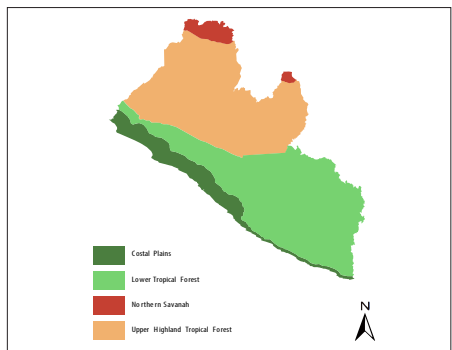 Costal Plains
Lower Tropical Forest
Northern Savanah
Upper Highland Tropical Forest
N